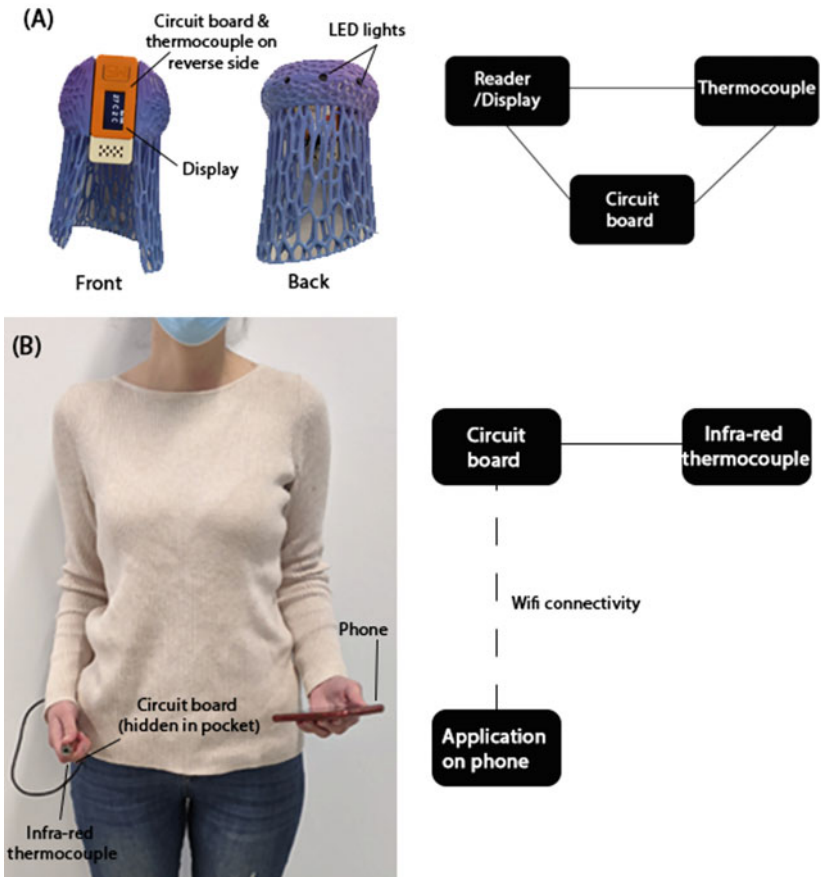 (A)
Circuit board &
thermocouple on
reverse side
LED lights
Display
Front
Back
Reader
/Display
Thermocouple
Circuit
board
(B)
Phone
Circuit board
(hidden in pocket)
Infra-red
thermocouple
Circuit
board
Infra-red
thermocouple
Wifi connectivity
Application
on phone